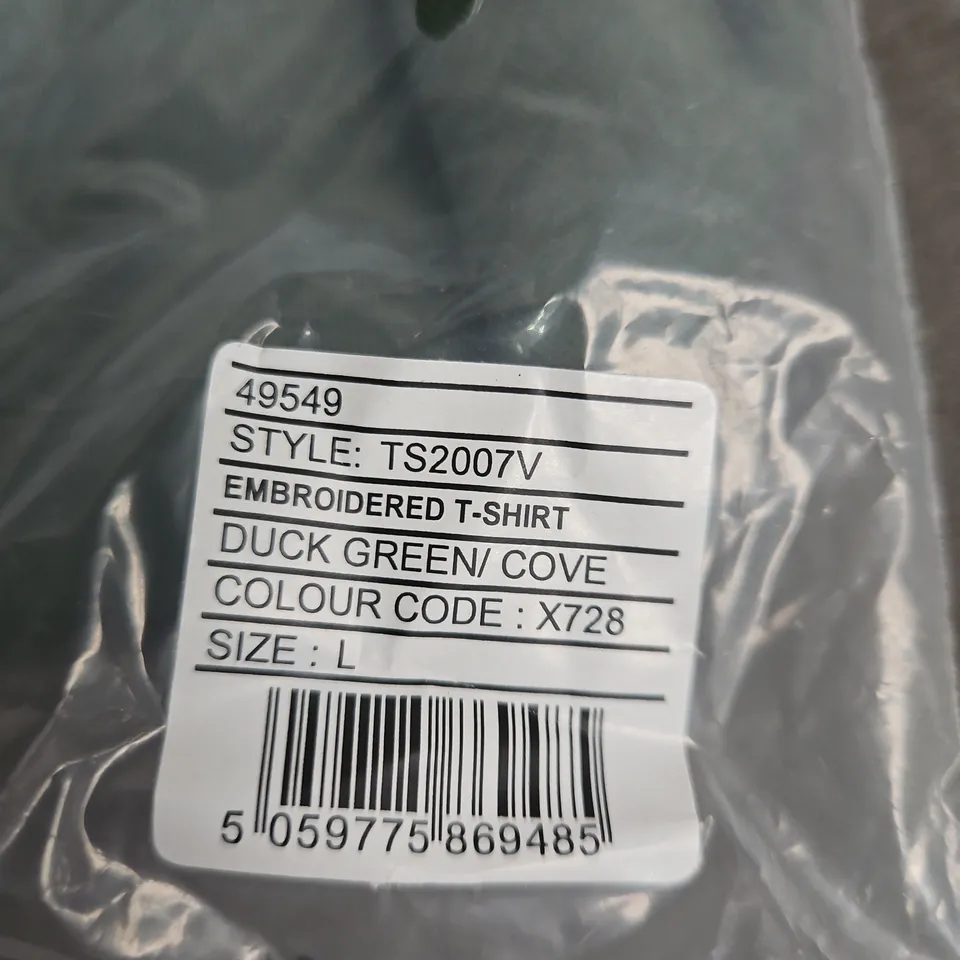 49549
STYLE: TS2007V
EMBROIDERED T-SHIRT
DUCK GREEN/ COVE
COLOUR CODE : X728
SIZE : L
5 059775 869485